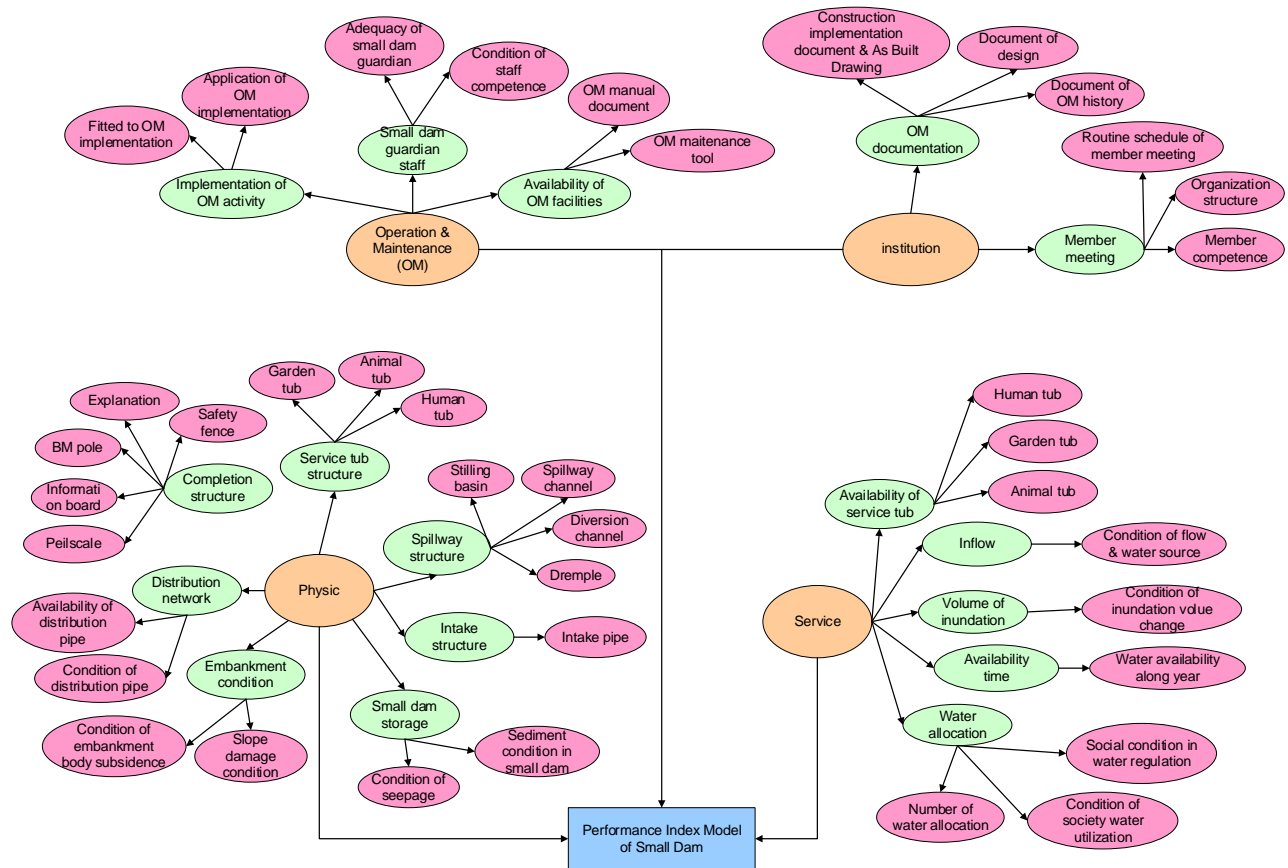 Adequacy of
small dam
guardian
Condition of
staff
competence
Application of
OM
implementation
OM manual
document
Fitted to OM
implementation
OM maitenance
tool
Small dam
guardian
staff
Implementation of
OM activity
Availability of
OM facilities
Operation &
Maintenance
(OM)
Construction
implementation
document & As Built
Drawing
Document of
design
Document of
OM history
OM
documentation
Routine schedule of
member meeting
Organization
structure
Member
competence
Member
meeting
institution
Garden
tub
Animal
tub
Human
tub
Explanation
Safety
fence
BM pole
Service tub
structure
Informati
on board
Completion
structure
Peilscale
Stilling
basin
Spillway
channel
Diversion
channel
Spillway
structure
Dremple
Distribution
network
Physic
Availability of
distribution
pipe
Intake
structure
Intake pipe
Condition of
distribution pipe
Embankment
condition
Small dam
storage
Condition of
embankment
body subsidence
Slope
damage
condition
Sediment
condition in
small dam
Condition of
seepage
Human tub
Garden
tub
Availability of
service tub
Animal tub
Inflow
Condition of flow
& water source
Service
Volume of
inundation
Condition of
inundation volue
change
Availability
time
Water availability
along year
Water
allocation
Social condition in
water regulation
Number of
water allocation
Condition of
society water
utilization
Performance Index Model
of Small Dam